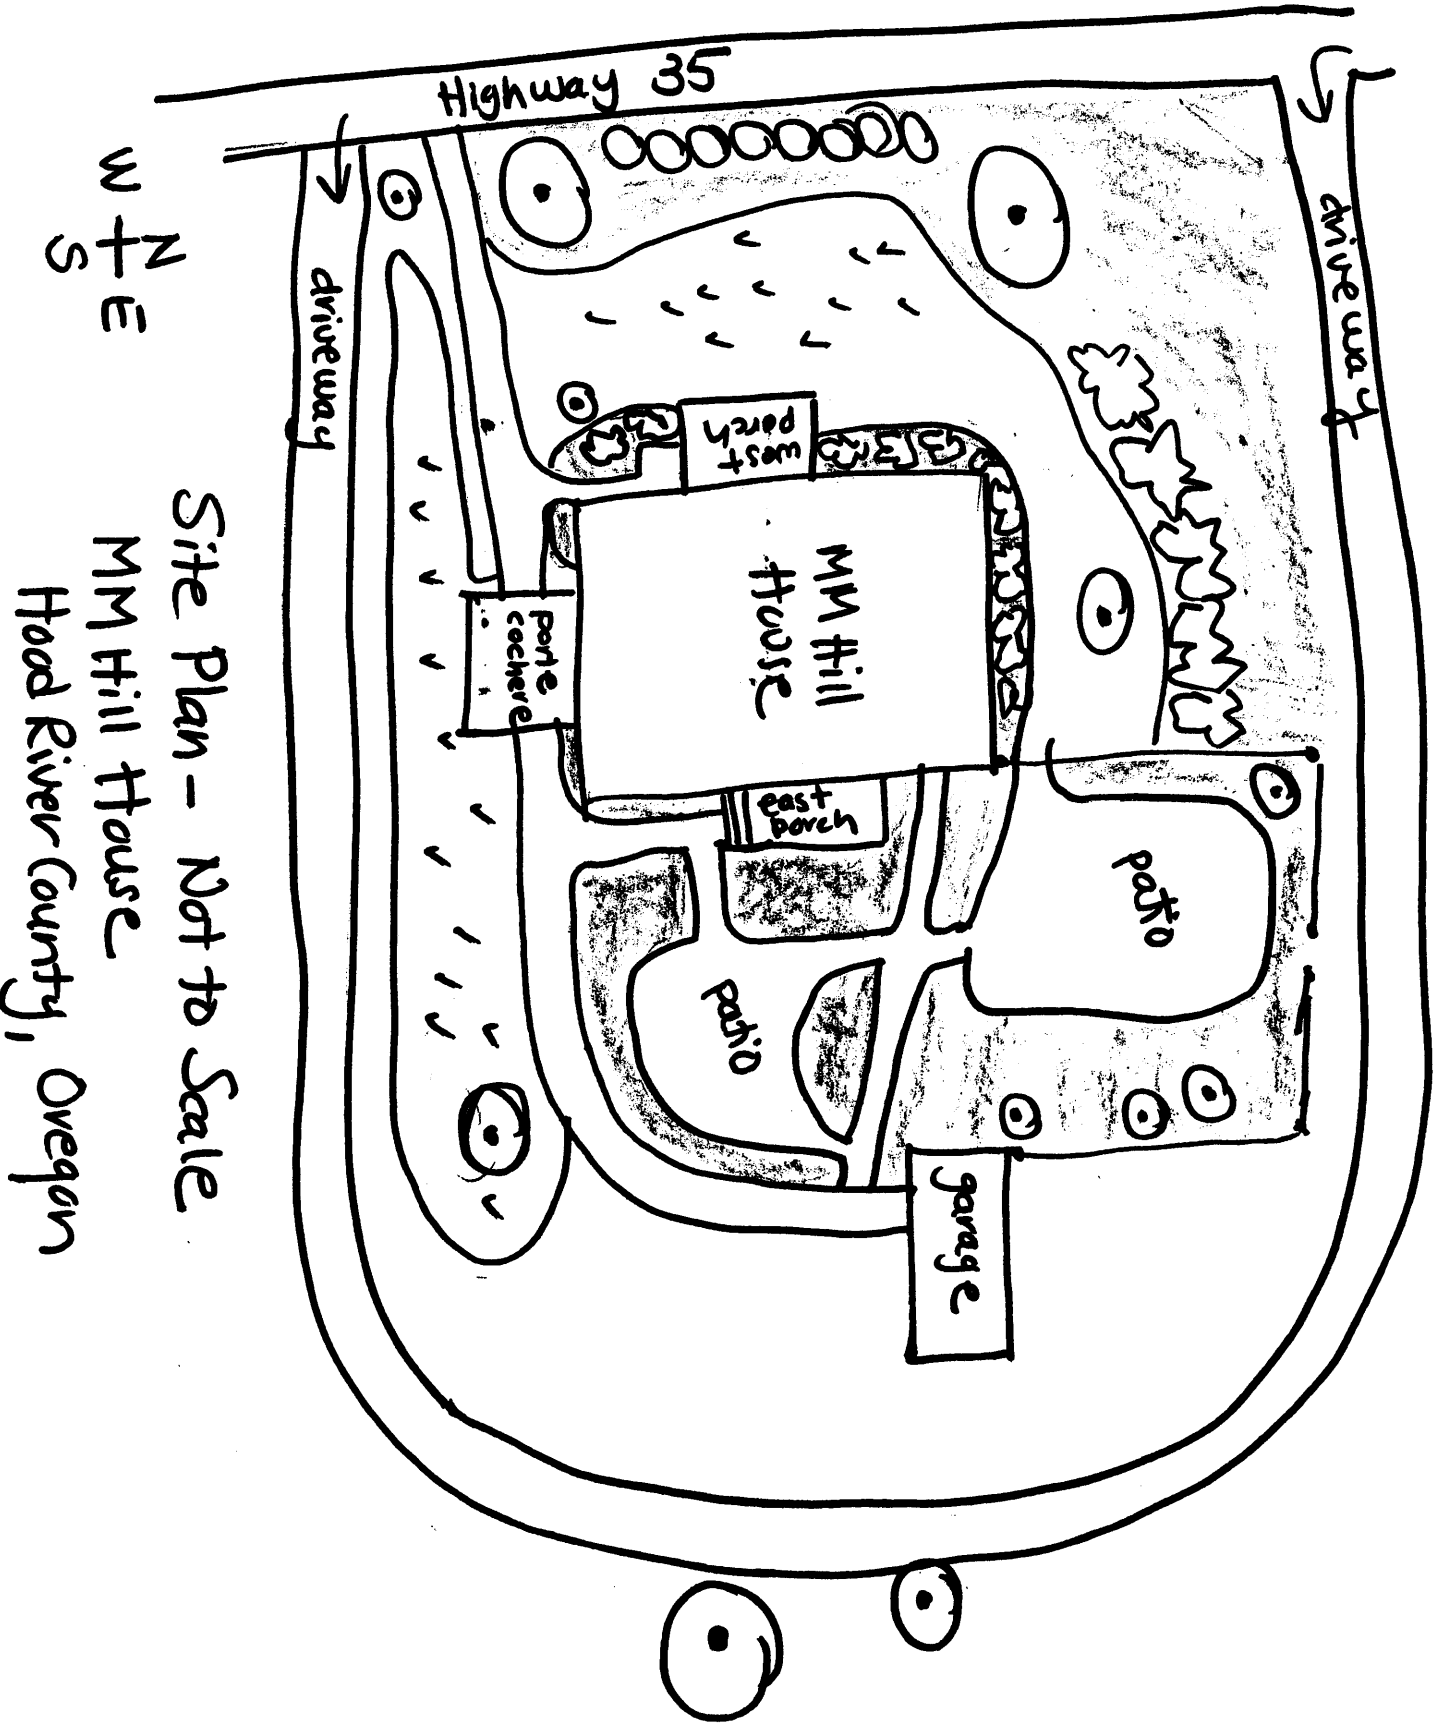 Highway 35
driveway
driveway
W N
S E
west
porch
MM Hill
House
porte
cochere
east
porch
patio
patio
garage
Site Plan - Not to Scale
MM Hill House
Hood River County, Oregon